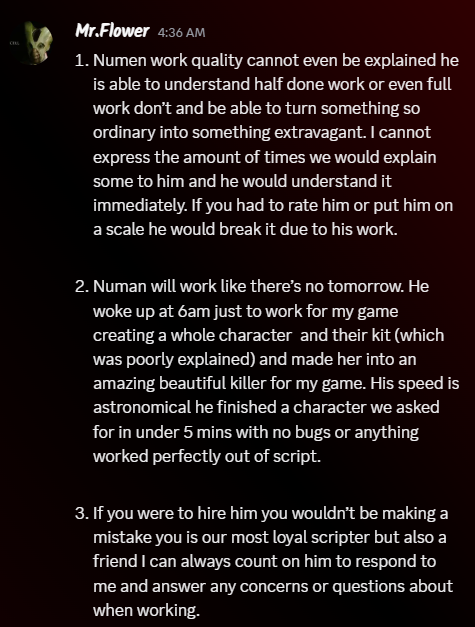 Mr.Flower 4:36 AM
1. Numen work quality cannot even be explained he
is able to understand half done work or even full
work don't and be able to turn something so
ordinary into something extravagant. I cannot
express the amount of times we would explain
some to him and he would understand it
immediately. If you had to rate him or put him on
a scale he would break it due to his work.
2. Numan will work like there's no tomorrow. He
woke up at 6am just to work for my game
creating a whole character and their kit (which
was poorly explained) and made her into an
amazing beautiful killer for my game. His speed is
astronomical he finished a character we asked
for in under 5 mins with no bugs or anything
worked perfectly out of script.
3. If you were to hire him you wouldn't be making a
mistake you is our most loyal scripter but also a
friend I can always count on him to respond to
me and answer any concerns or questions about
when working.